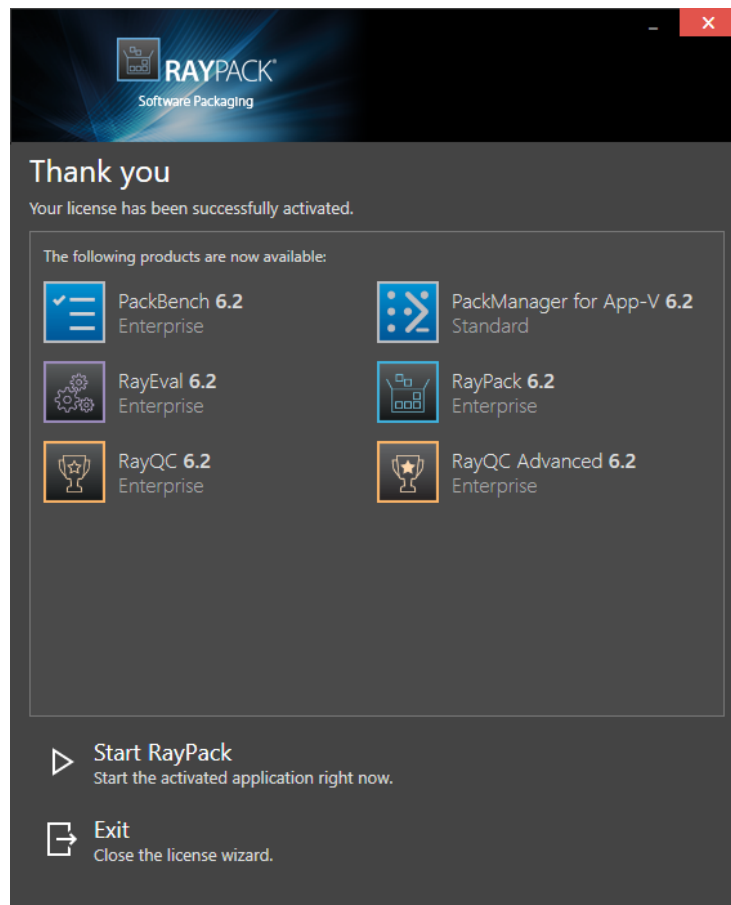 RAYPACK®
Software Packaging
Thank you
Your license has been successfully activated.
The following products are now available:
PackBench 6.2
Enterprise
PackManager for App-V 6.2
Standard
RayEval 6.2
Enterprise
RayPack 6.2
Enterprise
RayQC 6.2
Enterprise
RayQC Advanced 6.2
Enterprise
Start RayPack
Start the activated application right now.
Exit
Close the license wizard.